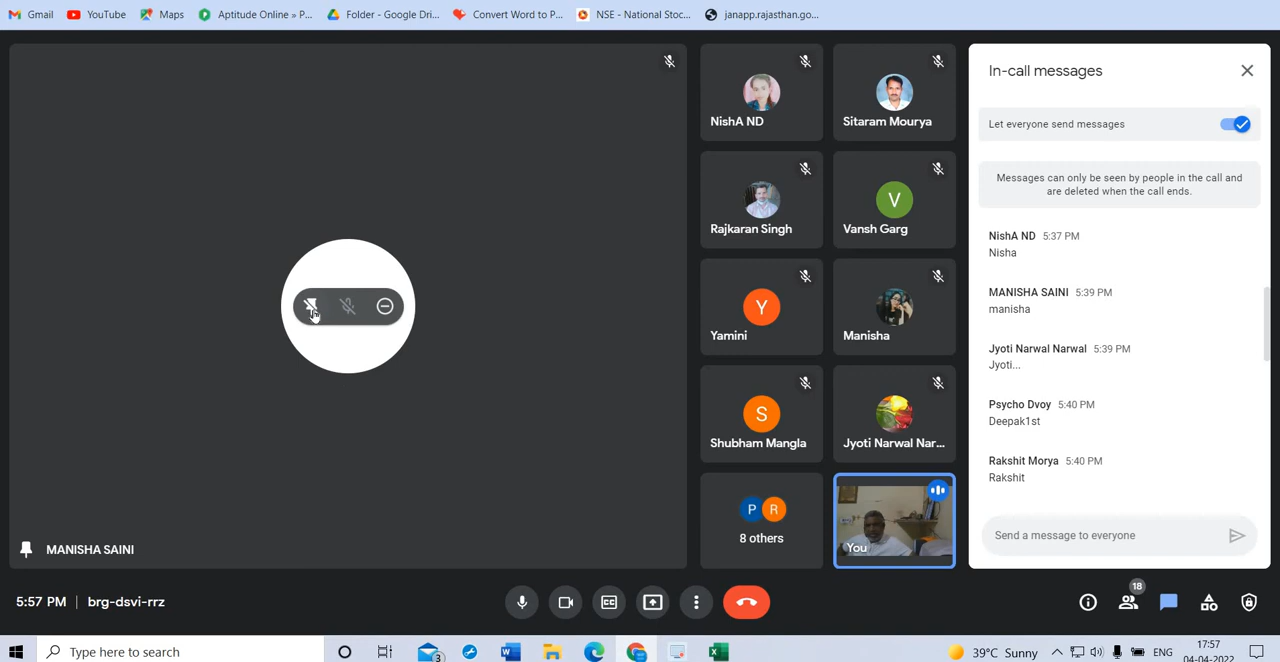 Gmail YouTube Maps Aptitude Online » P... Folder - Google Dri... Convert Word to P... NSE - National Stoc... janapp.rajasthan.go...
In-call messages
NishA ND
Sitaram Mourya
Let everyone send messages
Messages can only be seen by people in the call and
are deleted when the call ends.
V
Rajkaran Singh
Vansh Garg
NishA ND 5:37 PM
Nisha
Y
MANISHA SAINI 5:39 PM
manisha
Yamini
Manisha
Jyoti Narwal Narwal 5:39 PM
Jyoti...
S
Psycho Dvoy 5:40 PM
Deepak1st
Shubham Mangla
Jyoti Narwal Nar...
Rakshit Morya 5:40 PM
Rakshit
P R
8 others
You
Send a message to everyone
MANISHA SAINI
5:57 PM | brg-dsvi-rrz
CC
18
Type here to search
3
W
X
39°C Sunny
ENG
17:57
04-04-2022